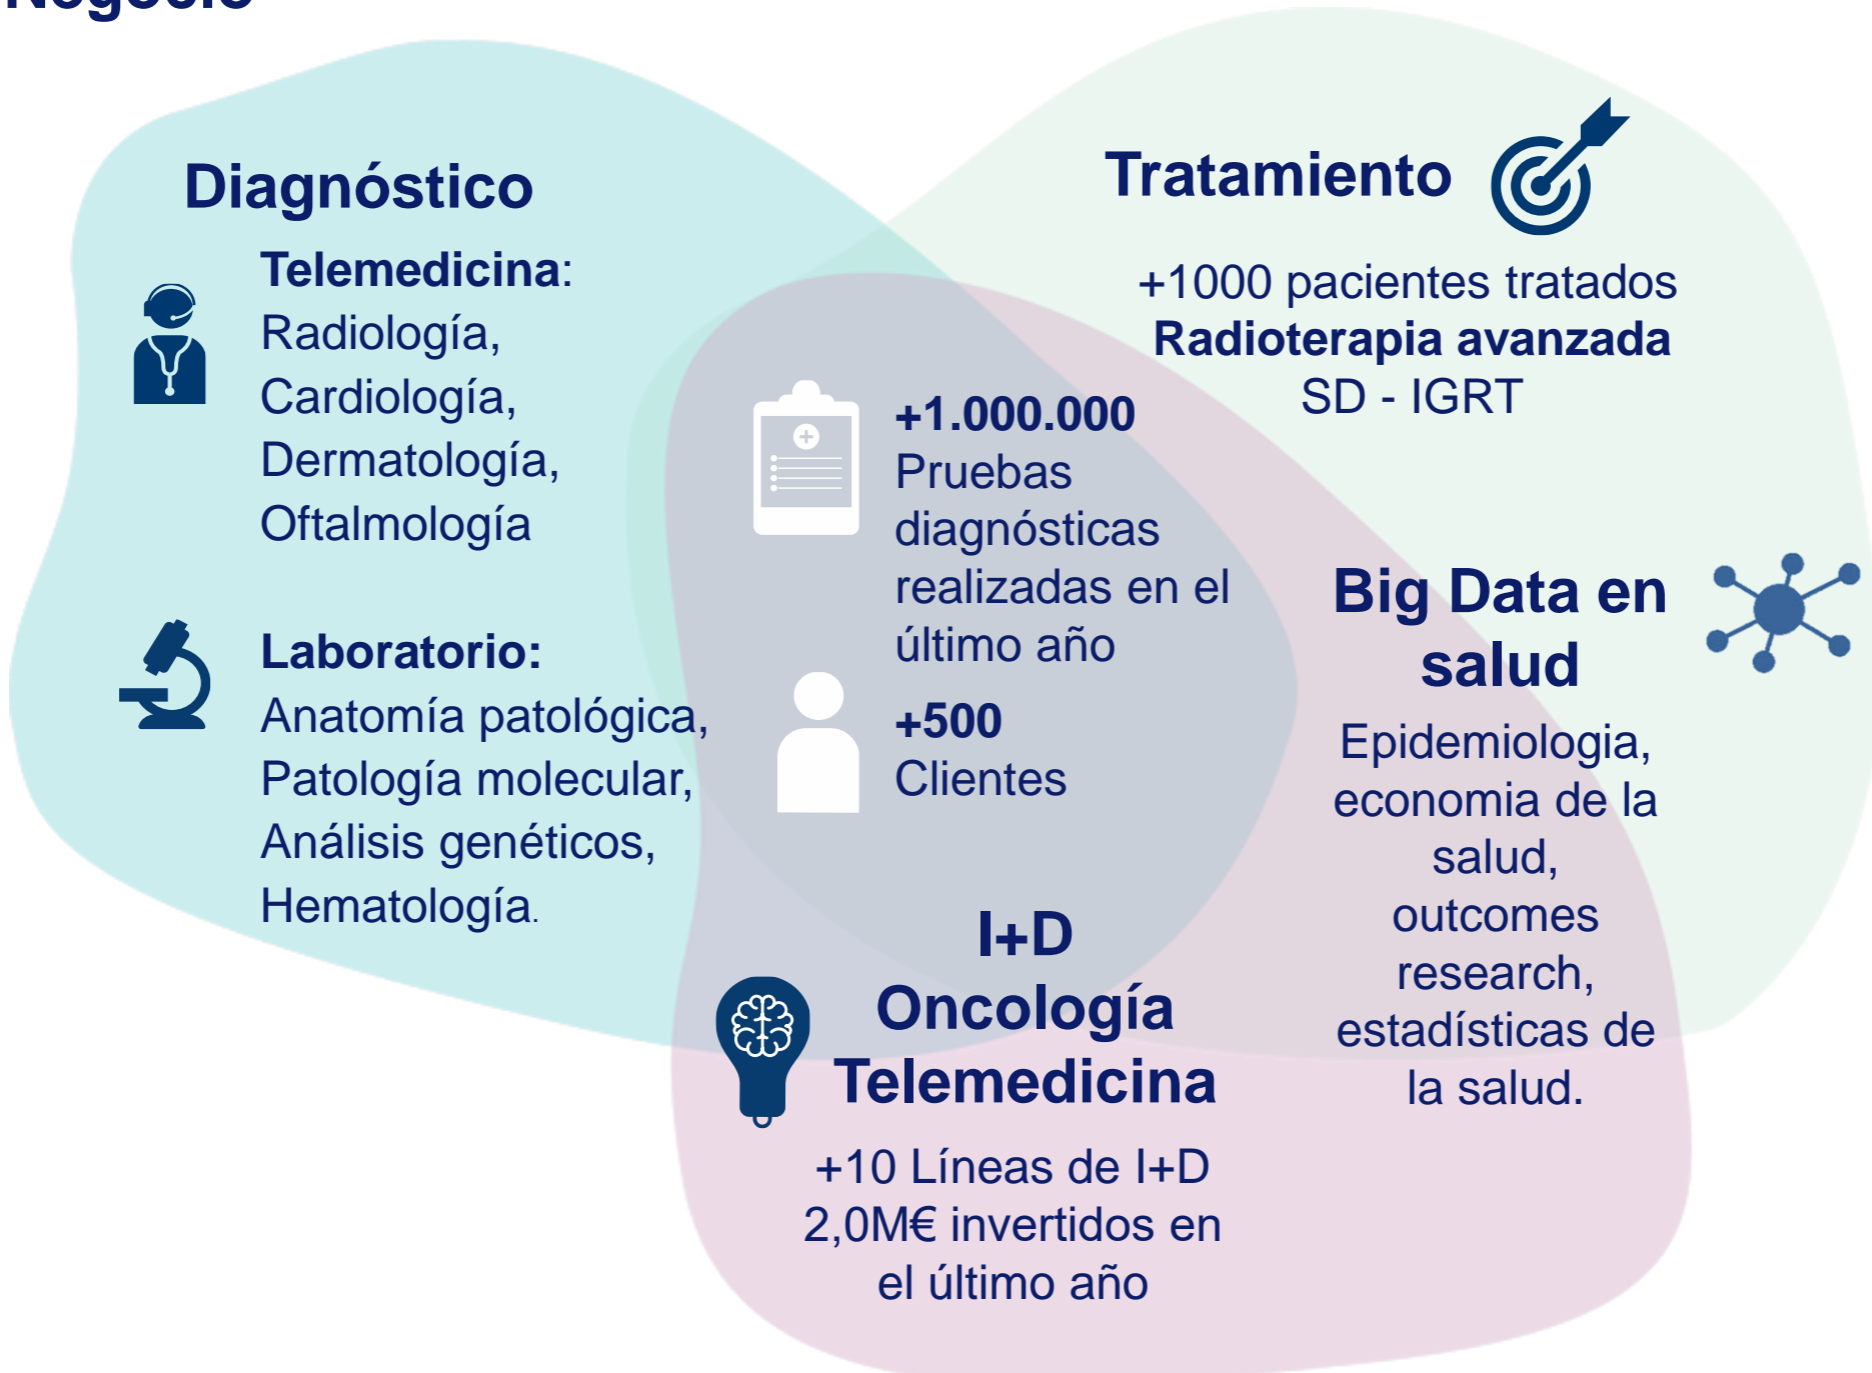 Negocio
Diagnóstico
Telemedicina:
Radiología,
Cardiología,
Dermatología,
Oftalmología
Laboratorio:
Anatomía patológica,
Patología molecular,
Análisis genéticos,
Hematología.
Tratamiento
+1000 pacientes tratados
Radioterapia avanzada
SD - IGRT
+1.000.000
Pruebas
diagnósticas
realizadas en el
último año
+500
Clientes
Big Data en
salud
Epidemiologia,
economia de la
salud,
outcomes
research,
estadísticas de
la salud.
I+D
Oncología
Telemedicina
+10 Líneas de I+D
2,0M€ invertidos en
el último año